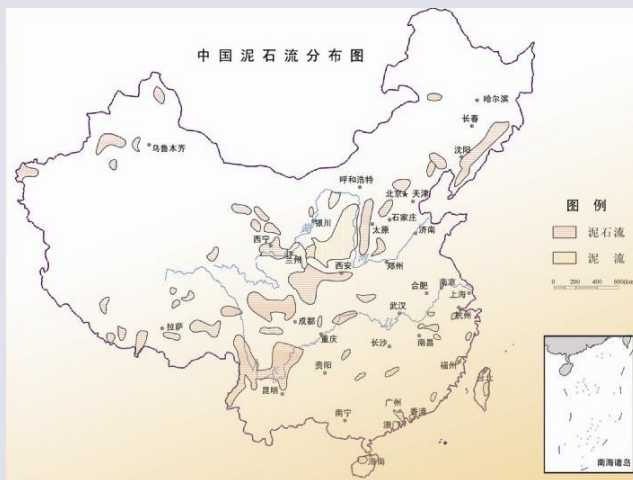 中国泥石流分布图
哈尔滨
长春
乌鲁木齐
沈阳
呼和浩特
北京
天津
银川
石家庄
太原
济南
西宁
兰州
西安
郑州
合肥
南京
上海
武汉
杭州
成都
拉萨
重庆
长沙
南昌
贵阳
福州
台北
昆明
广州
香港
南宁
澳门
海南
图例
泥石流
泥流
0 200 400 600km
南海诸岛